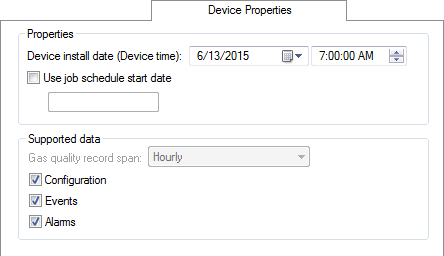 Device Properties
Properties
Device install date (Device time): 6/13/2015 7:00:00 AM
Use job schedule start date
Supported data
Gas quality record span: Hourly
Configuration
Events
Alarms